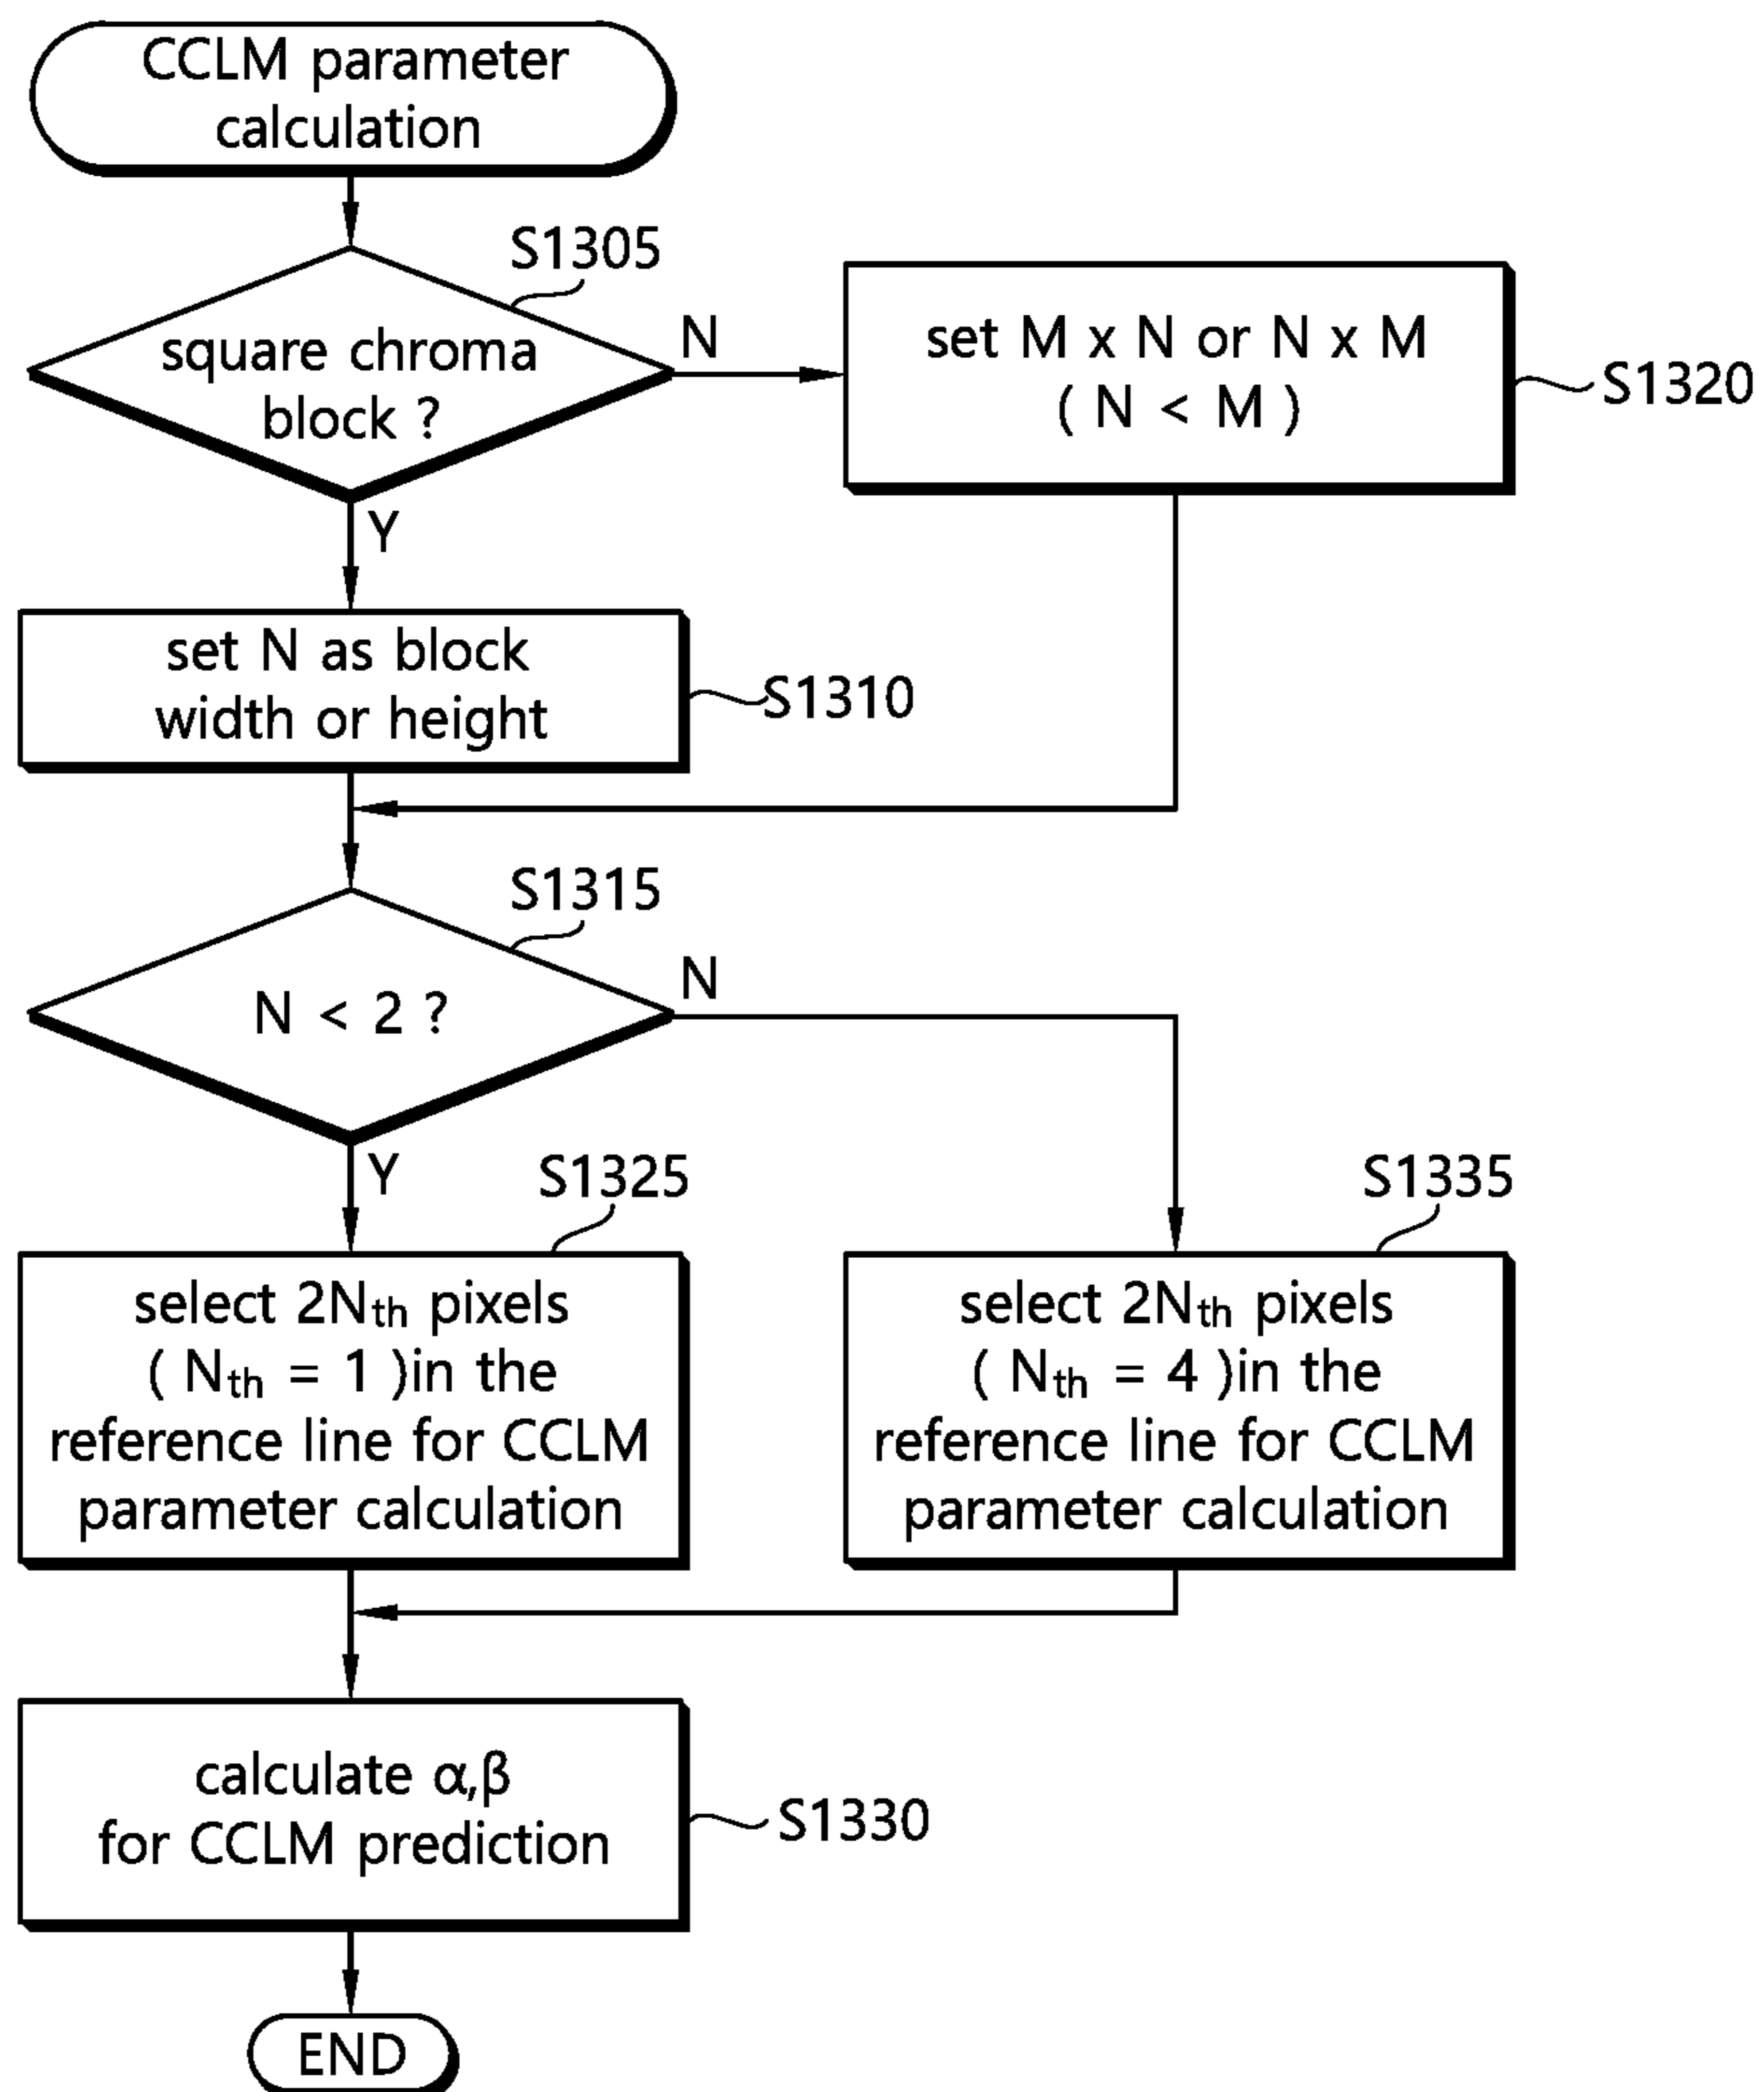 CCLM parameter
calculation
S1305
square chroma
block ?
N
set M x N or N x M
( N < M )
S1320
Y
set N as block
width or height
S1310
S1315
N < 2 ?
N
Y
S1325
select 2Nth pixels
( Nth = 1 )in the
reference line for CCLM
parameter calculation
S1335
select 2Nth pixels
( Nth = 4 )in the
reference line for CCLM
parameter calculation
calculate α,β
for CCLM prediction
S1330
END